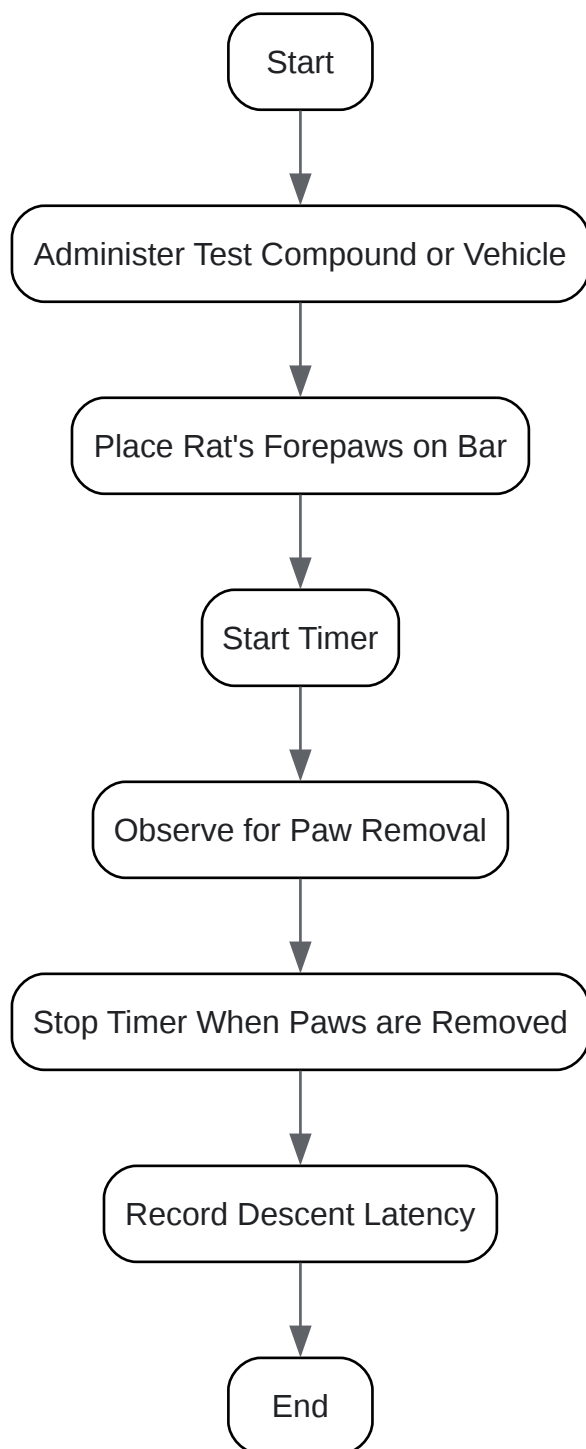 Start
Administer Test Compound or Vehicle
Place Rat's Forepaws on Bar
Start Timer
Observe for Paw Removal
Stop Timer When Paws are Removed
Record Descent Latency
End